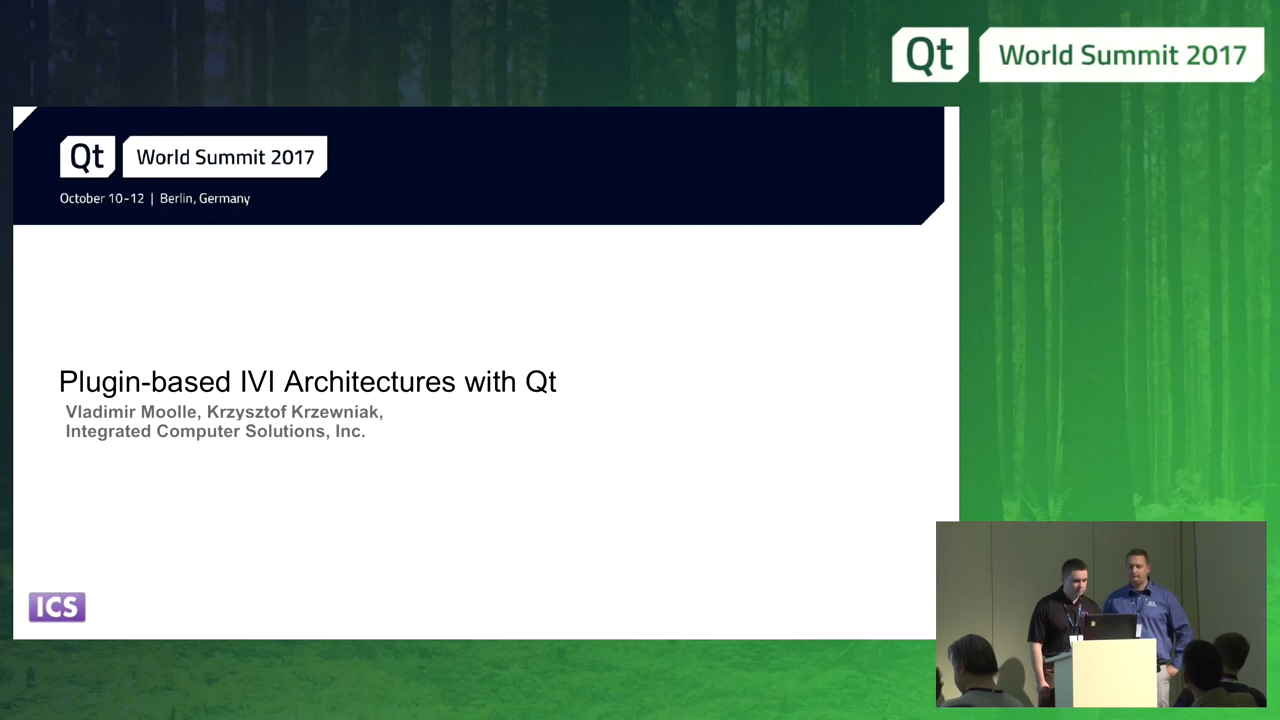 Qt World Summit 2017
Qt World Summit 2017
October 10-12 | Berlin, Germany
Plugin-based IVI Architectures with Qt
Vladimir Moolle, Krzysztof Krzewniak,
Integrated Computer Solutions, Inc.
ICS